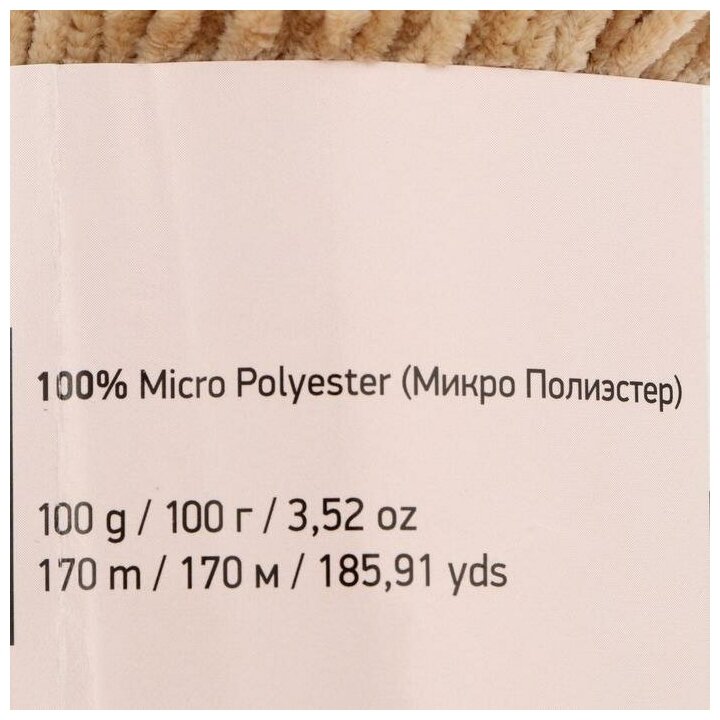 100% Micro Polyester (Микро Полиэстер)
100 g / 100 г / 3,52 oz
170 m / 170 м / 185,91 yds